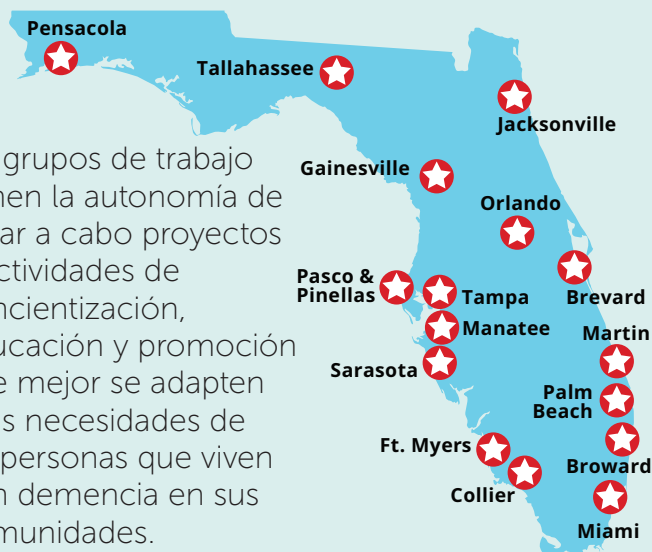 Pensacola
Tallahassee
Jacksonville
Gainesville
Orlando
Pasco &
Pinellas
Tampa
Brevard
Manatee
Martin
Sarasota
Palm
Beach
Ft. Myers
Broward
Collier
Miami
grupos de trabajo
nen la autonomía de
ar a cabo proyectos
ctividades de
ncientización,
ucación y promoción
e mejor se adapten
s necesidades de
personas que viven
n demencia en sus
munidades.